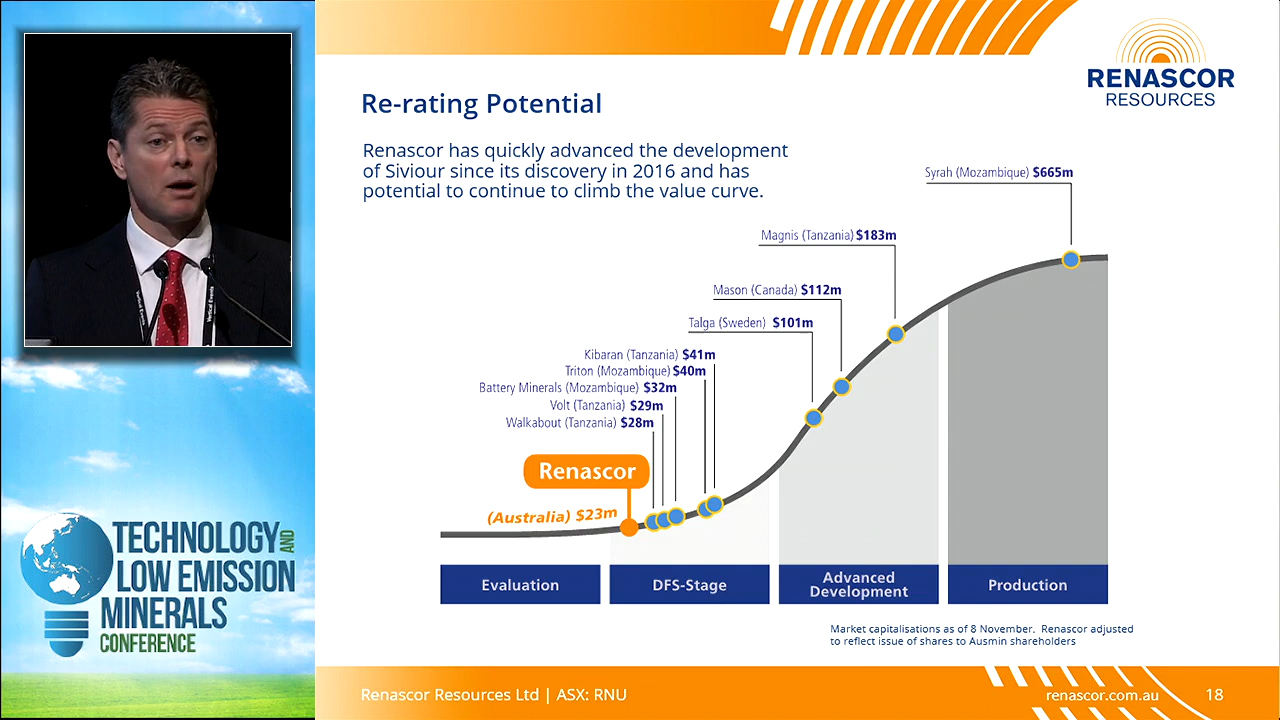 RENASCOR
RESOURCES
Re-rating Potential
Renascor has quickly advanced the development
of Siviour since its discovery in 2016 and has
potential to continue to climb the value curve.
Syrah (Mozambique) $665m
Magnis (Tanzania) $183m
Mason (Canada) $112m
Talga (Sweden) $101m
Kibaran (Tanzania) $41m
Triton (Mozambique) $40m
Battery Minerals (Mozambique) $32m
Volt (Tanzania) $29m
Walkabout (Tanzania) $28m
Renascor
(Australia) $23m
Evaluation
DFS-Stage
Advanced
Development
Production
Market capitalisations as of 8 November. Renascor adjusted
to reflect issue of shares to Ausmin shareholders
Renascor Resources Ltd | ASX: RNU
renascor.com.au
18
Vertical Events
TECHNOLOGY AND
LOW EMISSION
MINERALS
CONFERENCE